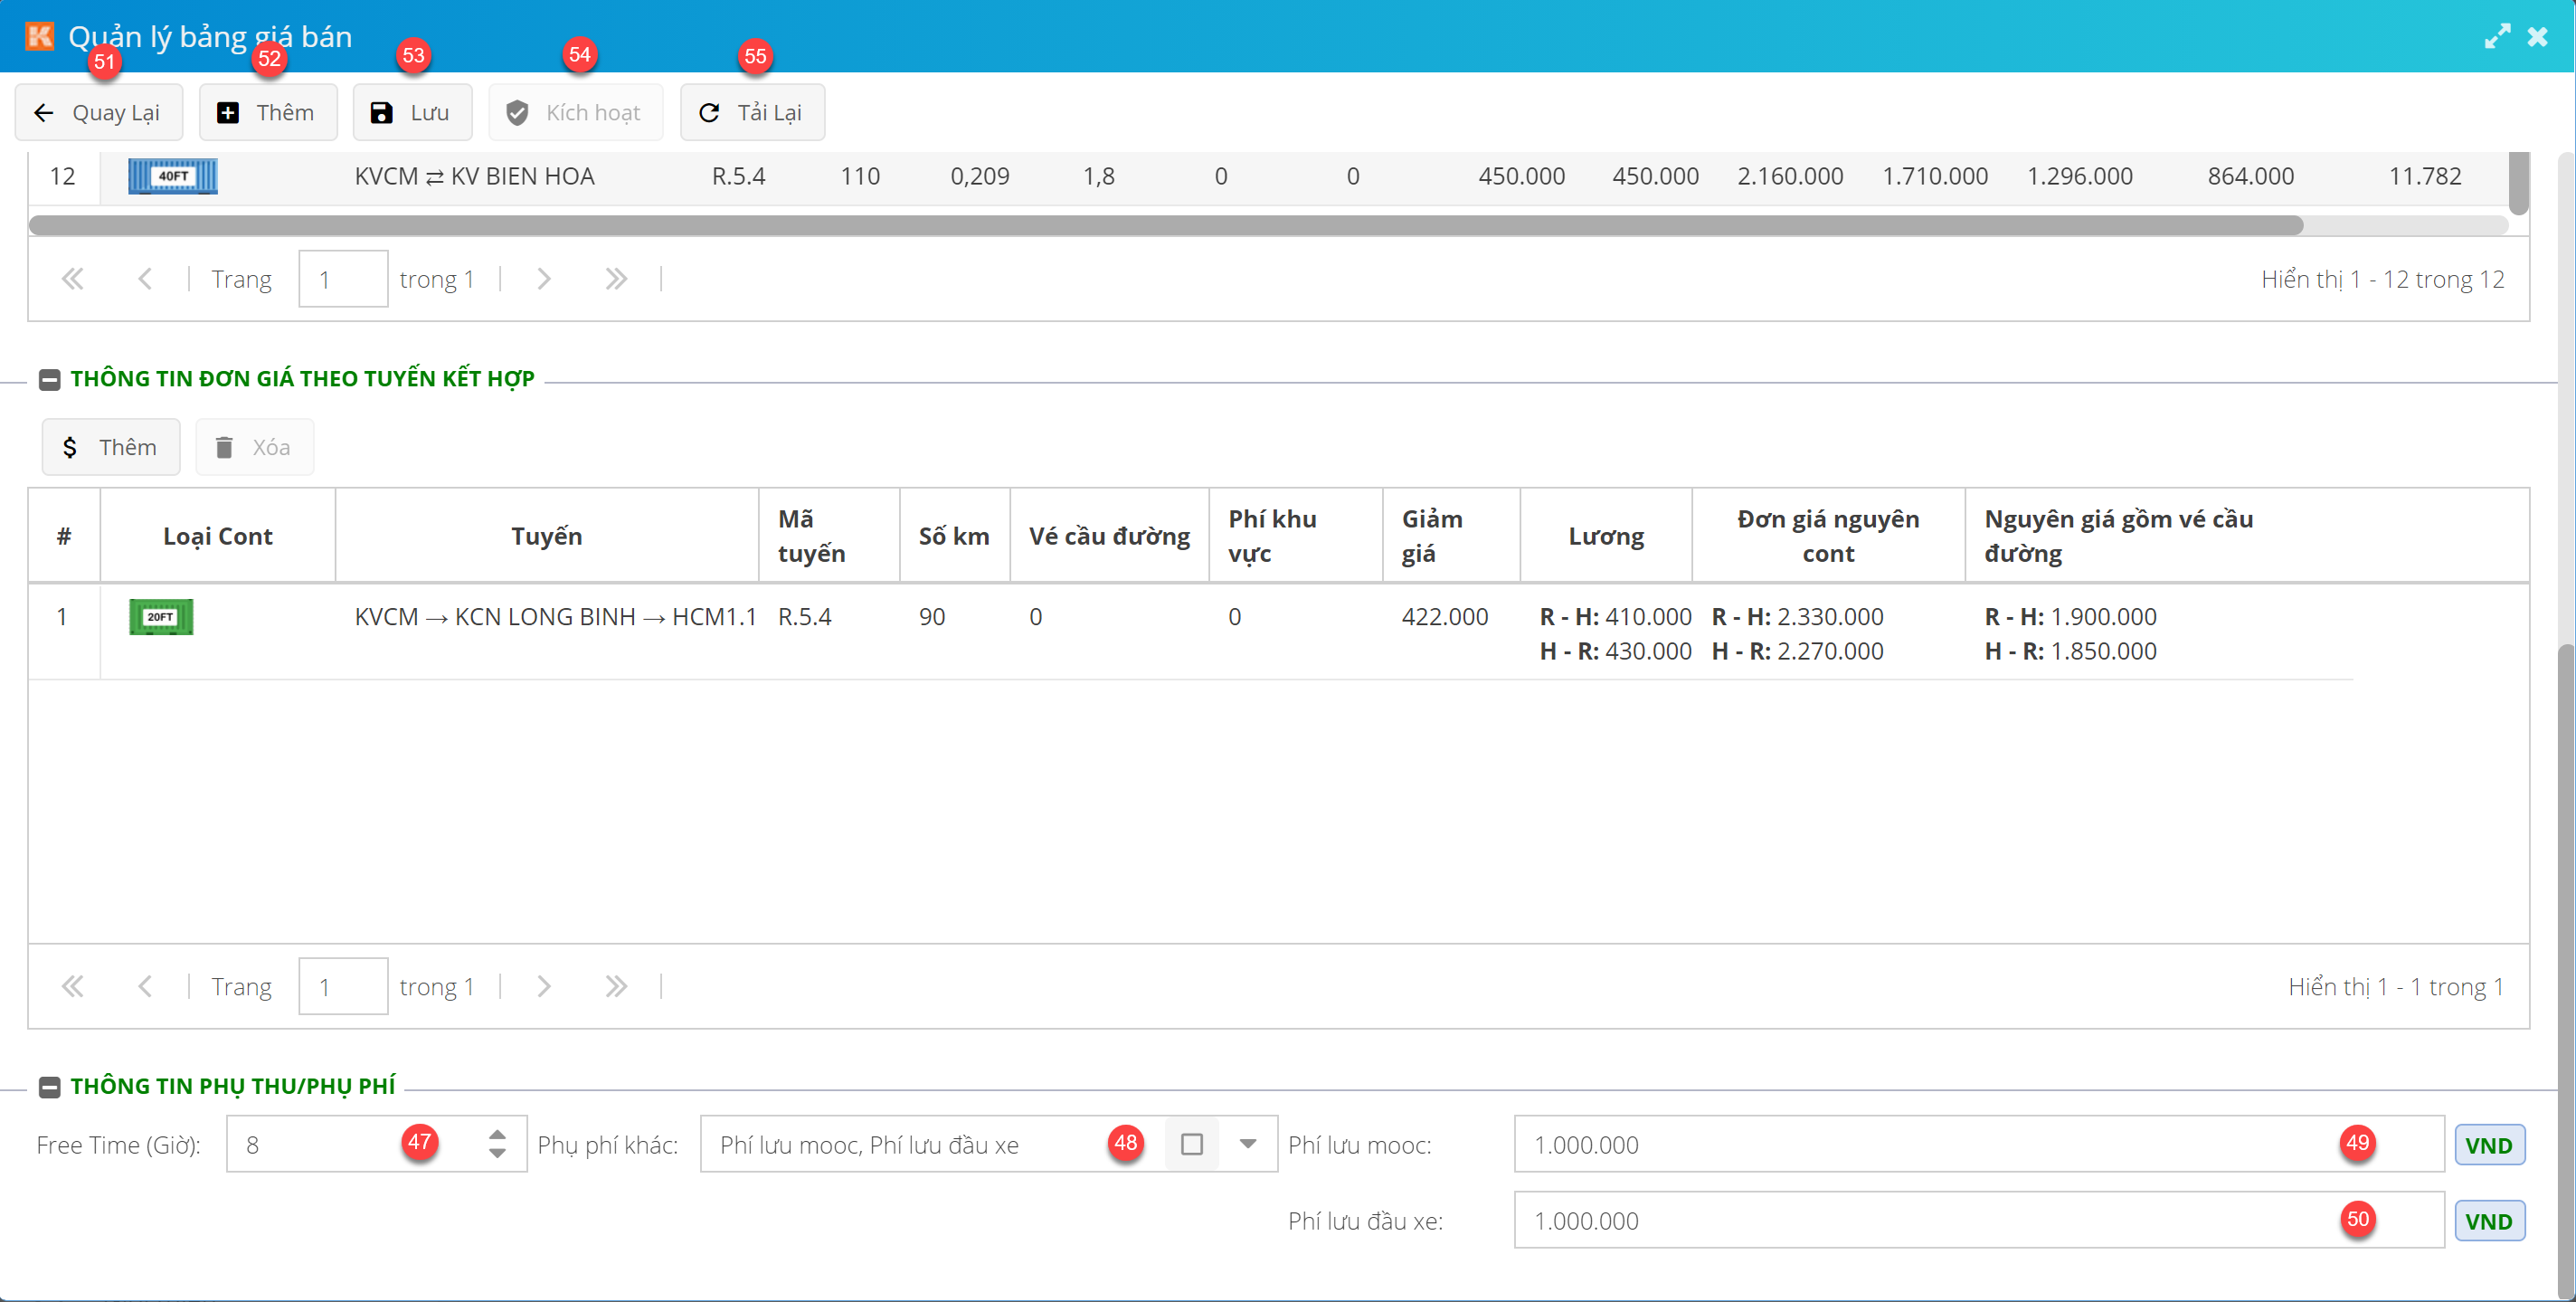 K Quản lý bảng giá bán
51 52 53 54 55
Quay Lại Thêm Lưu Kích hoạt Tải Lại
12 40FT KVCM ⇄ KV BIEN HOA R.5.4 110 0,209 1,8 0 0 450.000 450.000 2.160.000 1.710.000 1.296.000 864.000 11.782
Trang 1 trong 1 Hiển thị 1 - 12 trong 12
THÔNG TIN ĐƠN GIÁ THEO TUYẾN KẾT HỢP
Thêm Xóa
# Loại Cont Tuyến Mã tuyến Số km Vé cầu đường Phí khu vực Giảm giá Lương Đơn giá nguyên cont Nguyên giá gồm vé cầu đường
1 20FT KVCM → KCN LONG BINH → HCM1.1 R.5.4 90 0 0 422.000 R - H: 410.000 R - H: 2.330.000 R - H: 1.900.000
H - R: 430.000 H - R: 2.270.000 H - R: 1.850.000
Trang 1 trong 1 Hiển thị 1 - 1 trong 1
THÔNG TIN PHỤ THU/PHỤ PHÍ
Free Time (Giờ): 8 47 Phụ phí khác: Phí lưu mooc, Phí lưu đầu xe 48 Phí lưu mooc: 1.000.000 49 VND
Phí lưu đầu xe: 1.000.000 50 VND